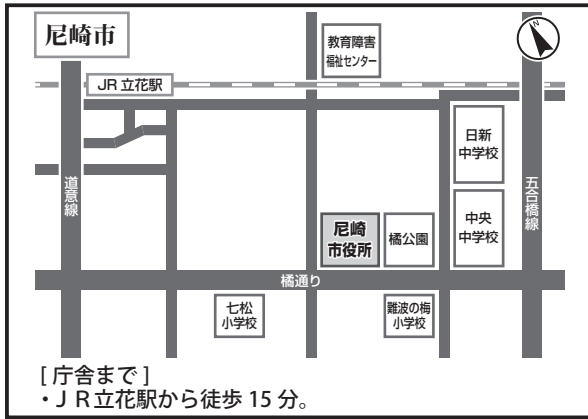 尼崎市
N
教育障害
福祉センター
JR 立花駅
日新
中学校
道意線
五合橋線
中央
中学校
尼崎
市役所
橘公園
橘通り
七松
小学校
難波の梅
小学校
[ 庁舎まで ]
・ＪＲ立花駅から徒歩 15 分。